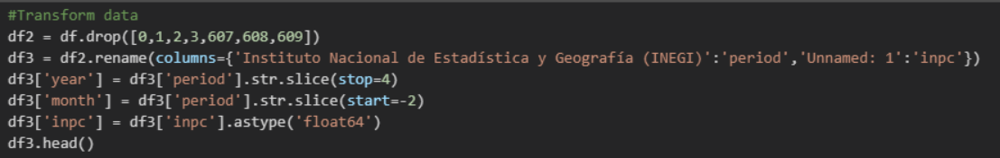 #Transform data
df2 = df.drop([0,1,2,3,607,608,609])
df3 = df2.rename(columns={'Instituto Nacional de Estadística y Geografía (INEGI)':'period','Unnamed: 1':'inpc'})
df3['year'] = df3['period'].str.slice(stop=4)
df3['month'] = df3['period'].str.slice(start=-2)
df3['inpc'] = df3['inpc'].astype('float64')
df3.head()